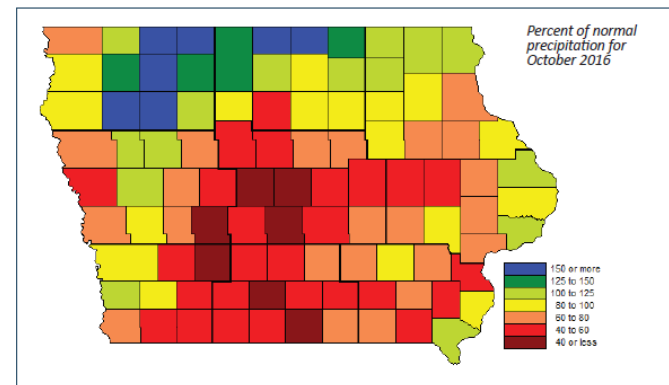 Percent of normal
precipitation for
October 2016
150 or more
125 to 150
100 to 125
80 to 100
60 to 80
40 to 60
40 or less